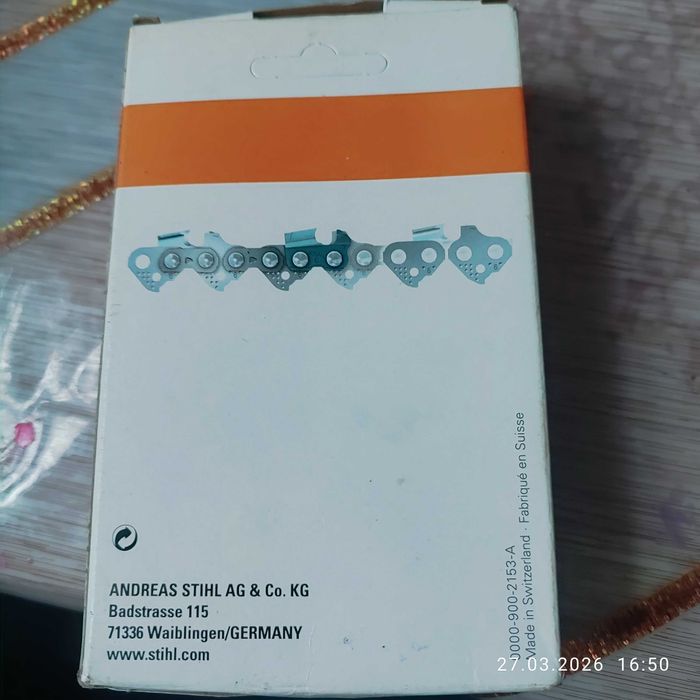 ANDREAS STIHL AG & Co. KG
Badstrasse 115
71336 Waiblingen/GERMANY
www.stihl.com
0000-900-2153-A
Made in Switzerland · Fabriqué en Suisse
27.03.2026 16:50